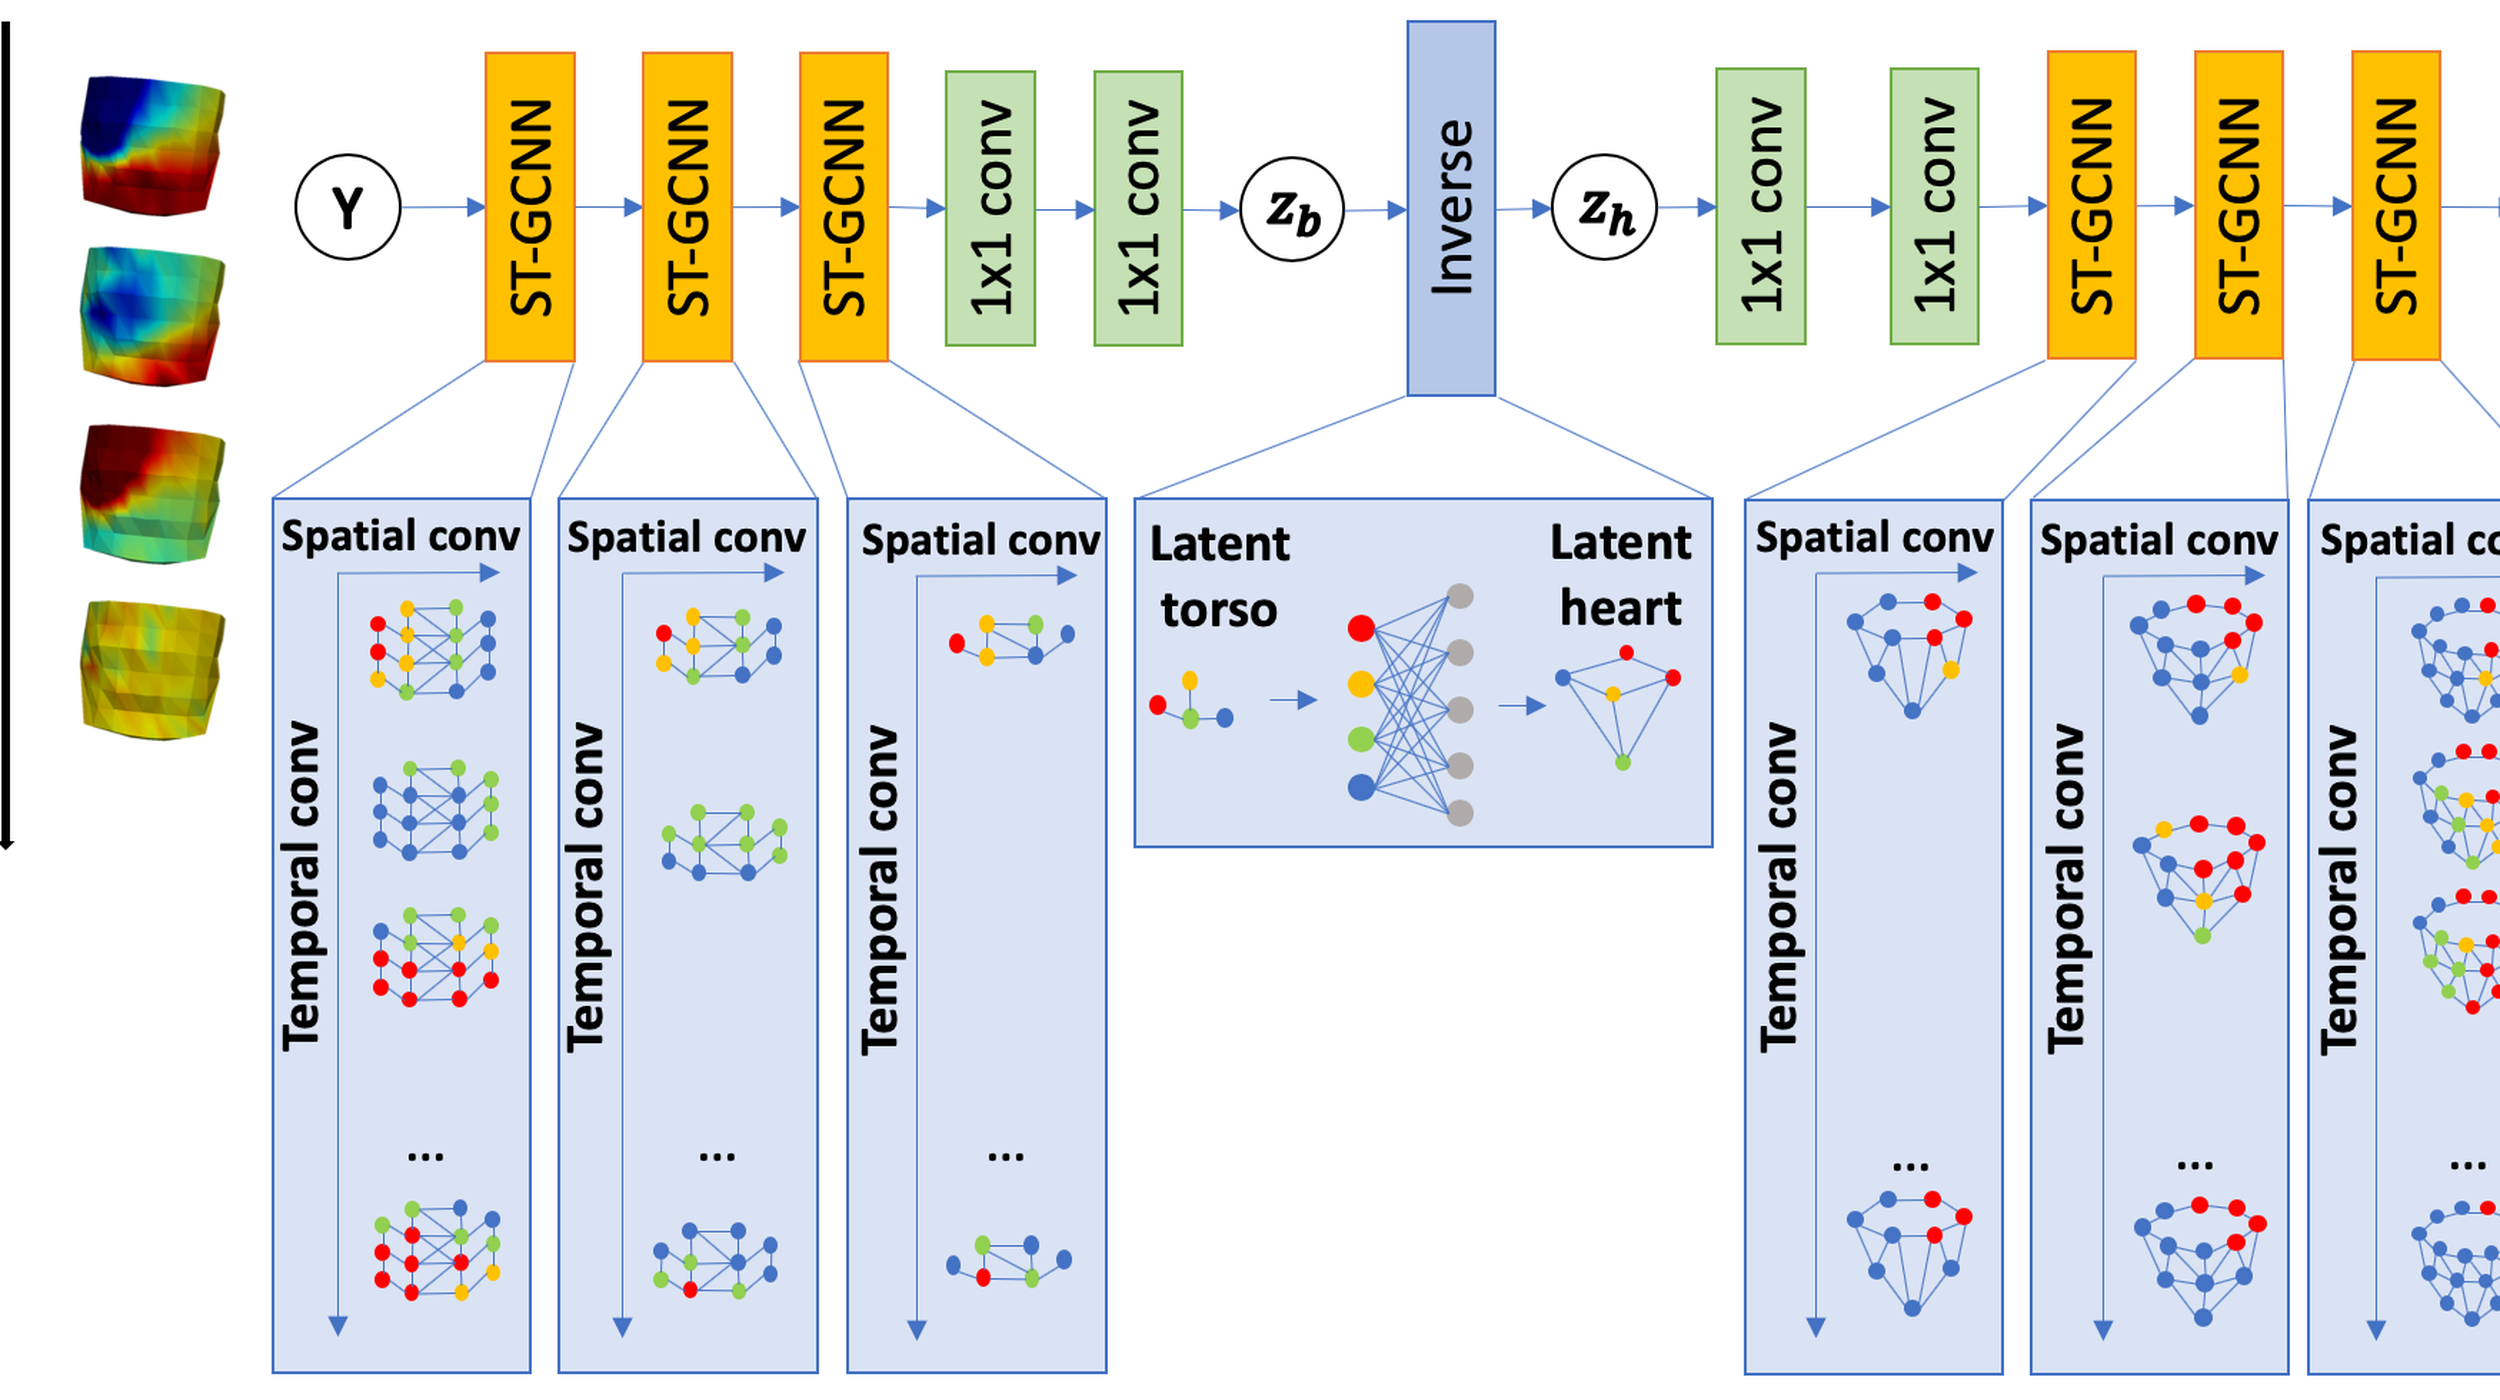 Y
ST-GCNN
ST-GCNN
ST-GCNN
1x1 conv
1x1 conv
z_b
Inverse
z_h
1x1 conv
1x1 conv
ST-GCNN
ST-GCNN
ST-GCNN
Spatial conv
Temporal conv
...
Spatial conv
Temporal conv
...
Spatial conv
Temporal conv
...
Latent
torso
Latent
heart
Spatial conv
Temporal conv
...
Spatial conv
Temporal conv
...
Spatial co
Temporal conv
...